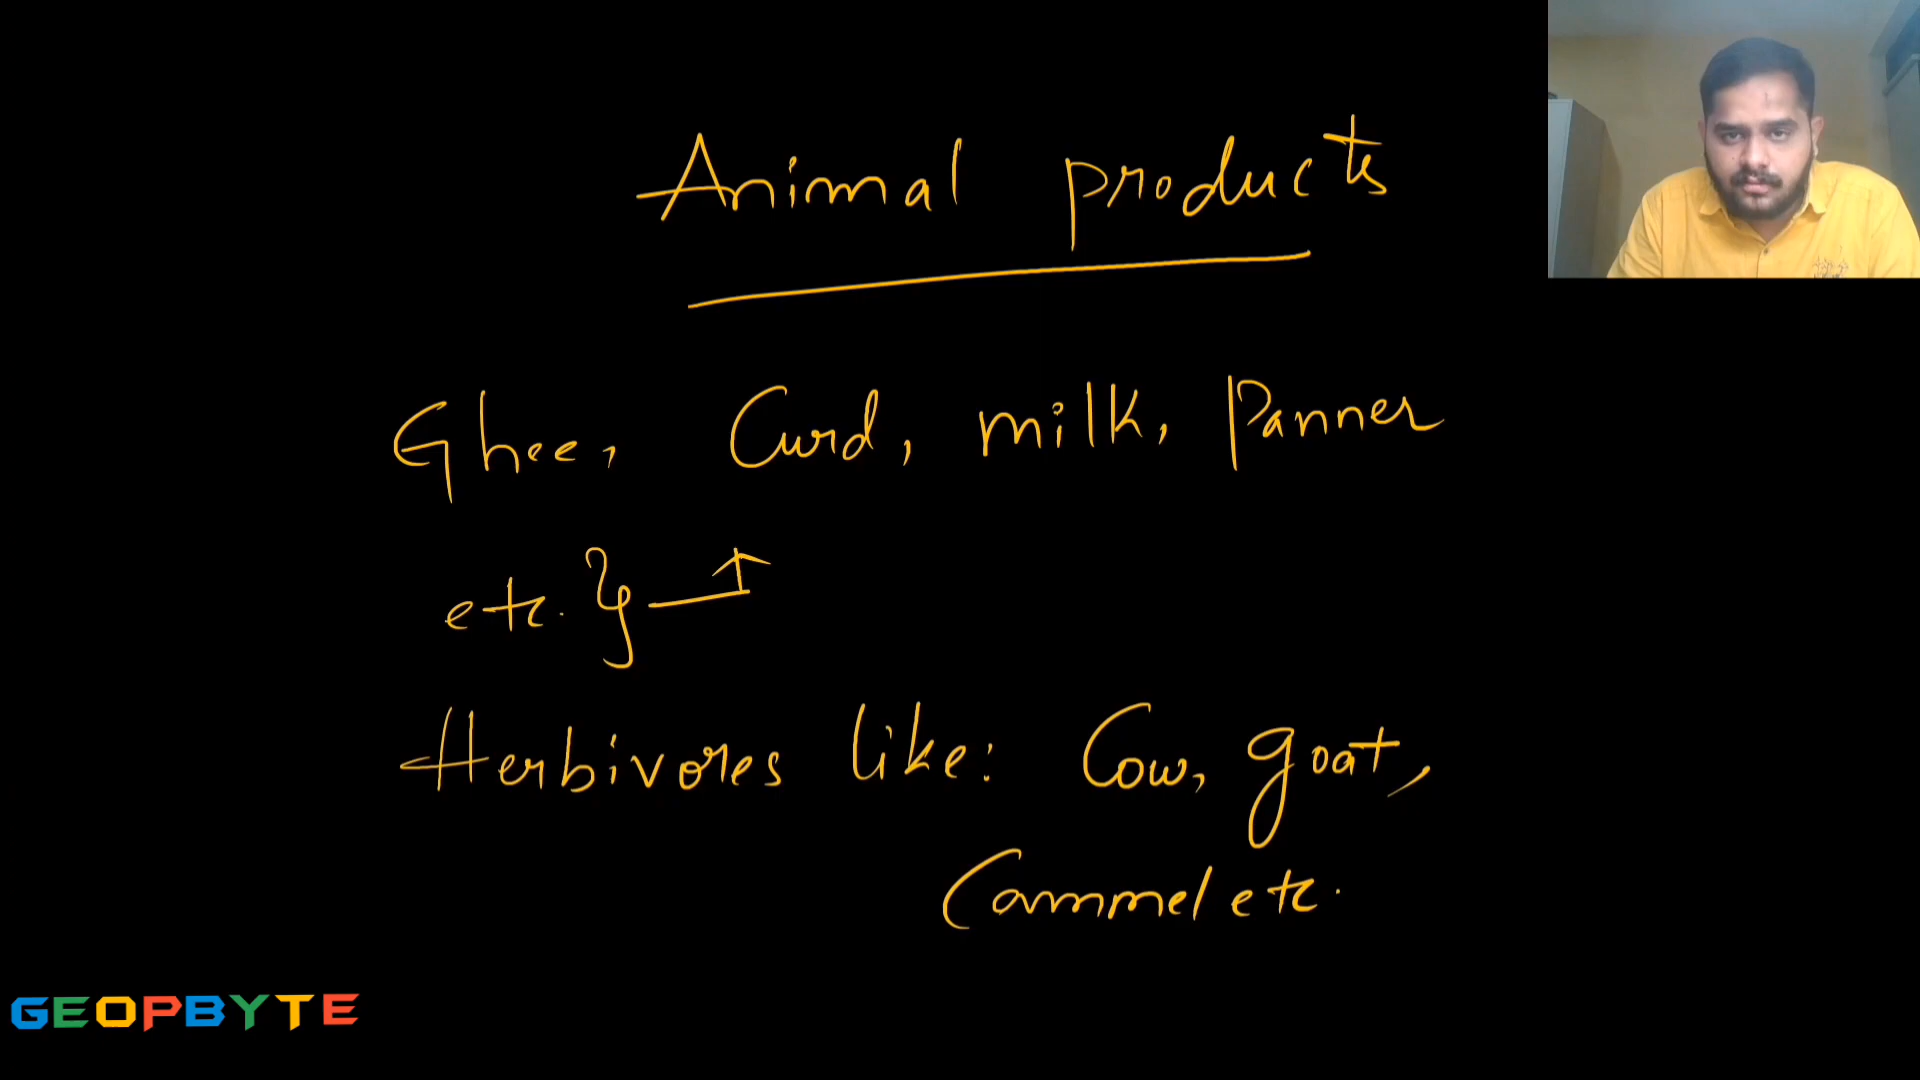 Animal products
Ghee, Curd, milk, Panner
etc.
Herbivores like: Cow, goat,
Cammel etc.
GEOPBYTE